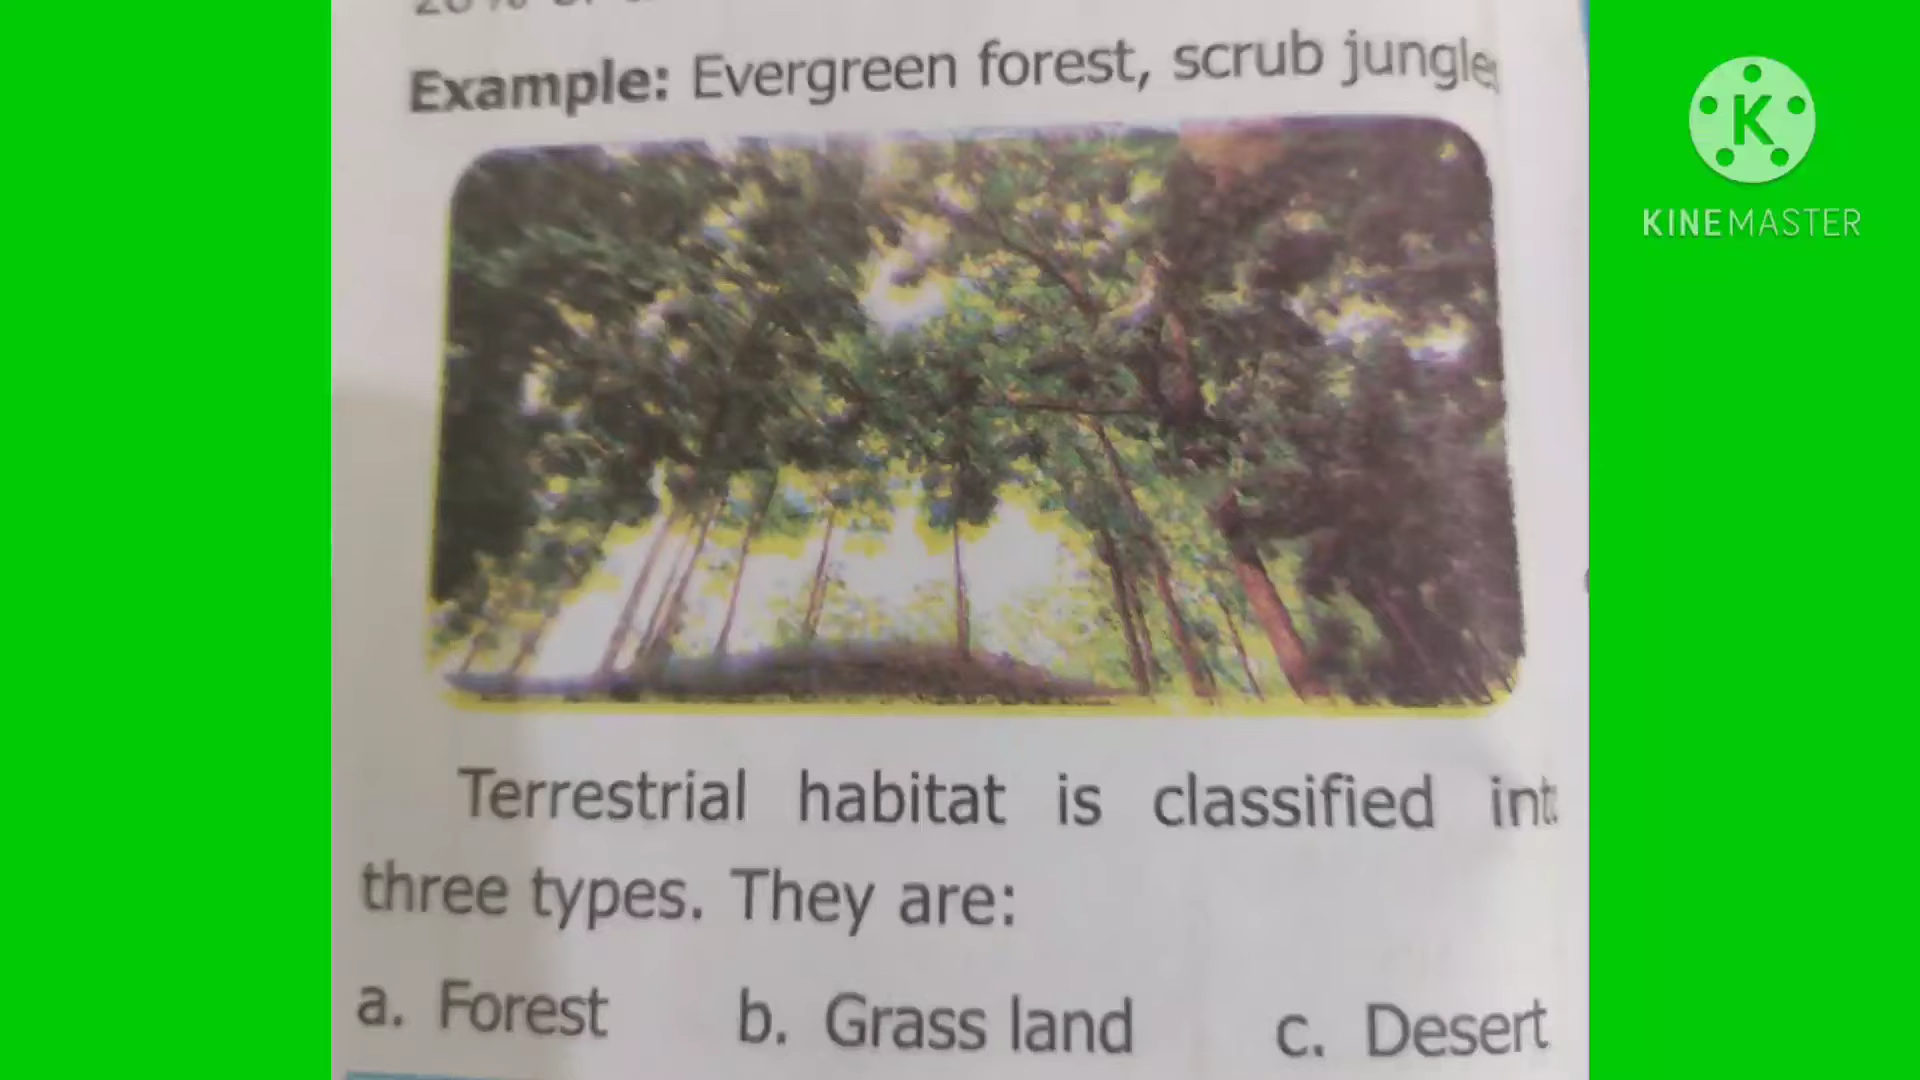 Example: Evergreen forest, scrub jungle
KINEMASTER
Terrestrial habitat is classified int
three types. They are:
a. Forest b. Grass land c. Desert